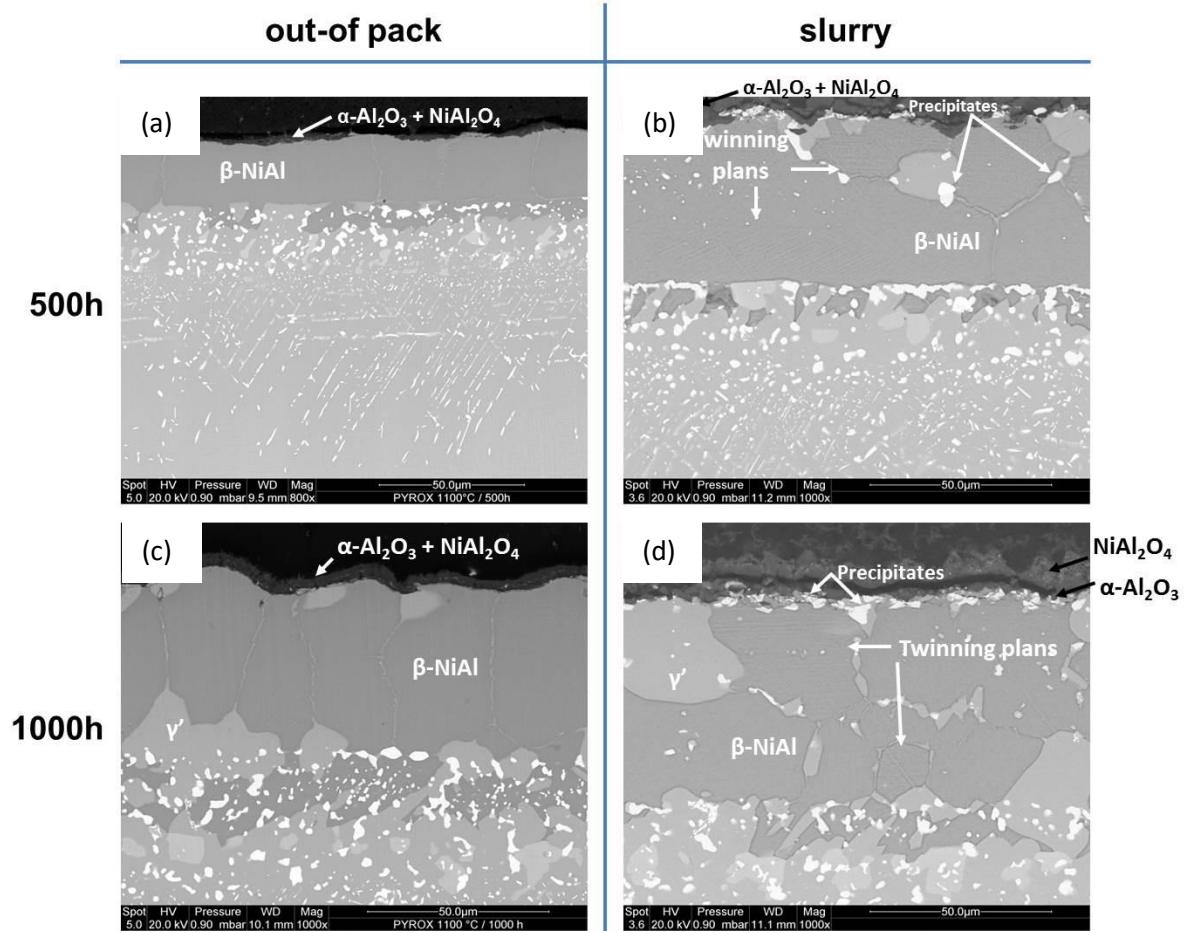 out-of pack
slurry
500h
1000h
(a)
α-Al₂O₃ + NiAl₂O₄
β-NiAl
Spot HV Pressure WD Mag 50.0µm
5.0 20.0 kV 0.90 mbar 9.5 mm 800x PYROX 1100°C / 500h
(b)
α-Al₂O₃ + NiAl₂O₄
Precipitates
winning
plans
β-NiAl
Spot HV Pressure WD Mag 50.0µm
3.6 20.0 kV 0.90 mbar 11.2 mm 1000x
(c)
α-Al₂O₃ + NiAl₂O₄
β-NiAl
γ'
Spot HV Pressure WD Mag 50.0µm
5.0 20.0 kV 0.90 mbar 10.1 mm 1000x PYROX 1100°C / 1000 h
(d)
NiAl₂O₄
α-Al₂O₃
Precipitates
Twinning plans
γ'
β-NiAl
Spot HV Pressure WD Mag 50.0µm
3.6 20.0 kV 0.90 mbar 11.1 mm 1000x